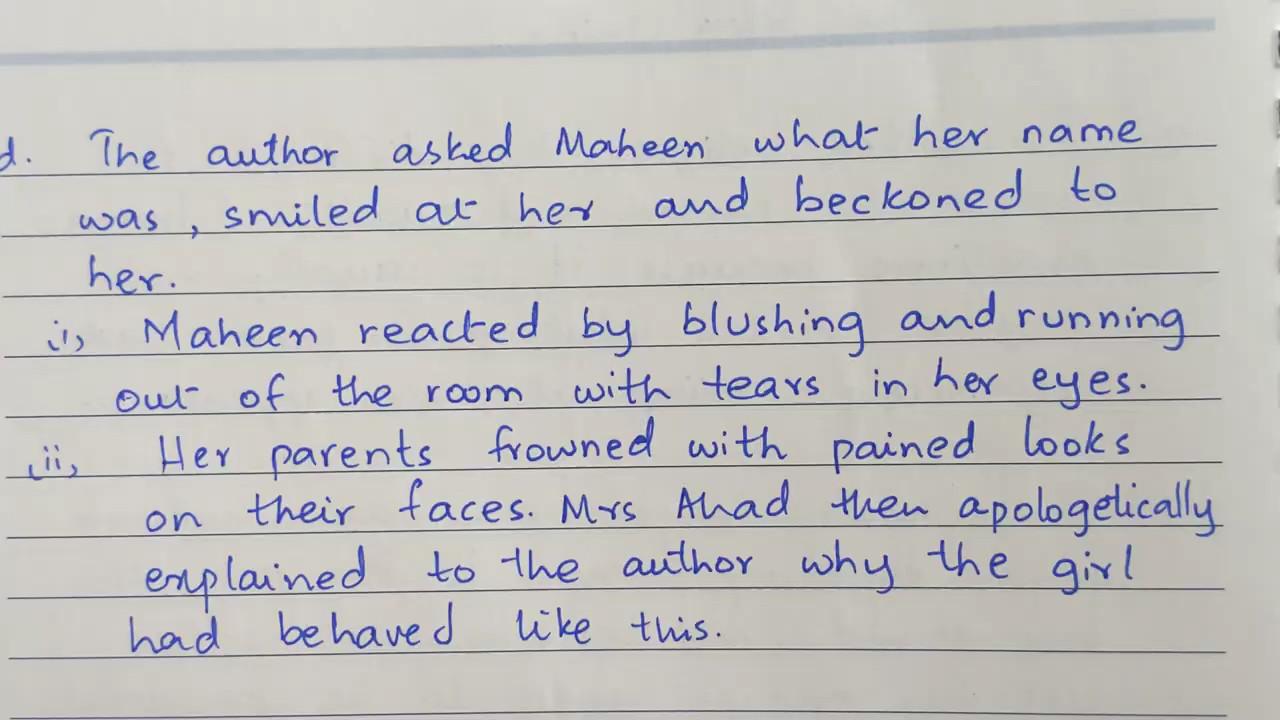 d. The author asked Maheen what her name
was, smiled at her and beckoned to
her.
i, Maheen reacted by blushing and running
out of the room with tears in her eyes.
ii, Her parents frowned with pained looks
on their faces. Mrs Ahad then apologetically
explained to the author why the girl
had behaved like this.